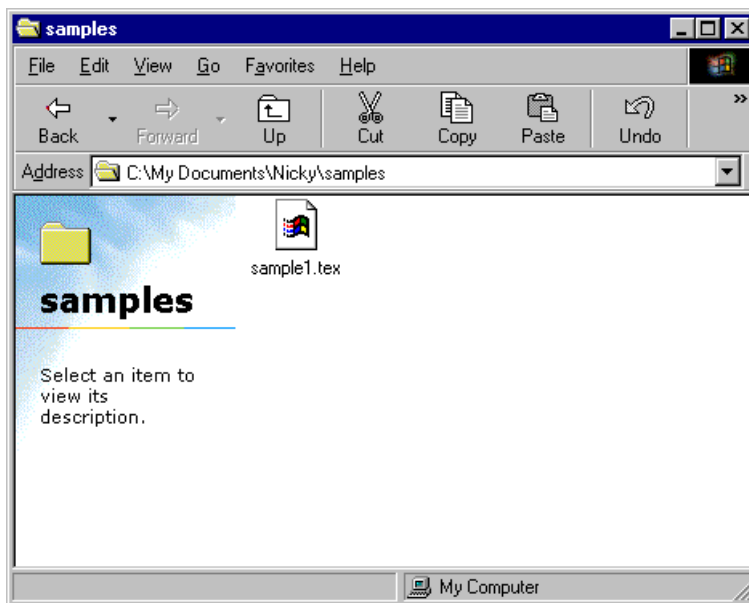 samples
File Edit View Go Favorites Help
Back Forward Up Cut Copy Paste Undo »
Address C:\My Documents\Nicky\samples
sample1.tex
samples
Select an item to
view its
description.
My Computer